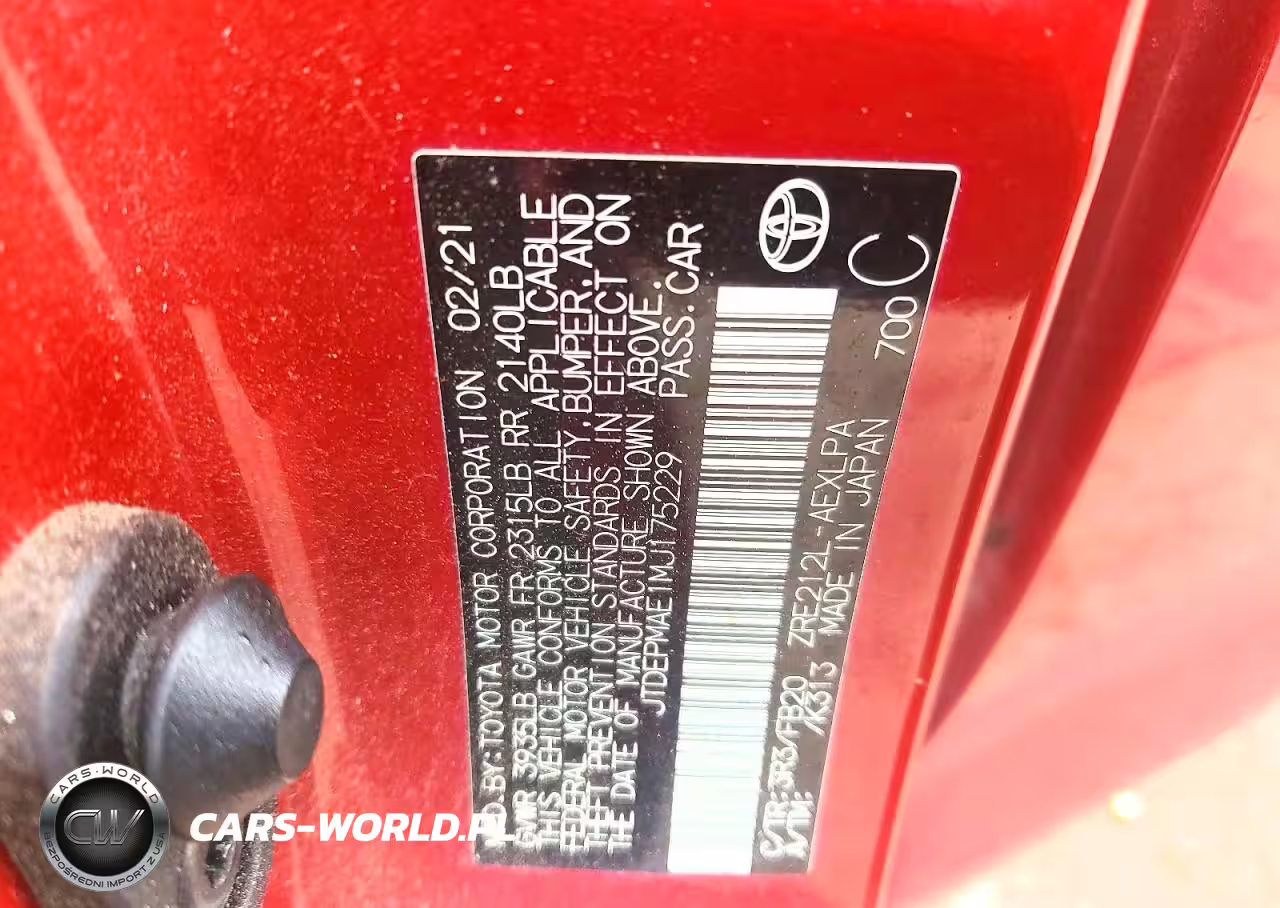 MFD.BY:TOYOTA MOTOR CORPORATION 02/21
GVWR 3935LB GAWR FR 2315LB RR 2140LB
THIS VEHICLE CONFORMS TO ALL APPLICABLE
FEDERAL MOTOR VEHICLE SAFETY,BUMPER,AND
THEFT PREVENTION STANDARDS IN EFFECT ON
THE DATE OF MANUFACTURE SHOWN ABOVE.
JTDEPMAE1MJ175229 PASS.CAR
C/TR:3R3/FB20 ZRE212L-AEXLPA 700
A/TM: /K313 MADE IN JAPAN
C
CARS-WORLD
CW
BEZPOŚREDNI IMPORT Z USA
CARS-WORLD.PL